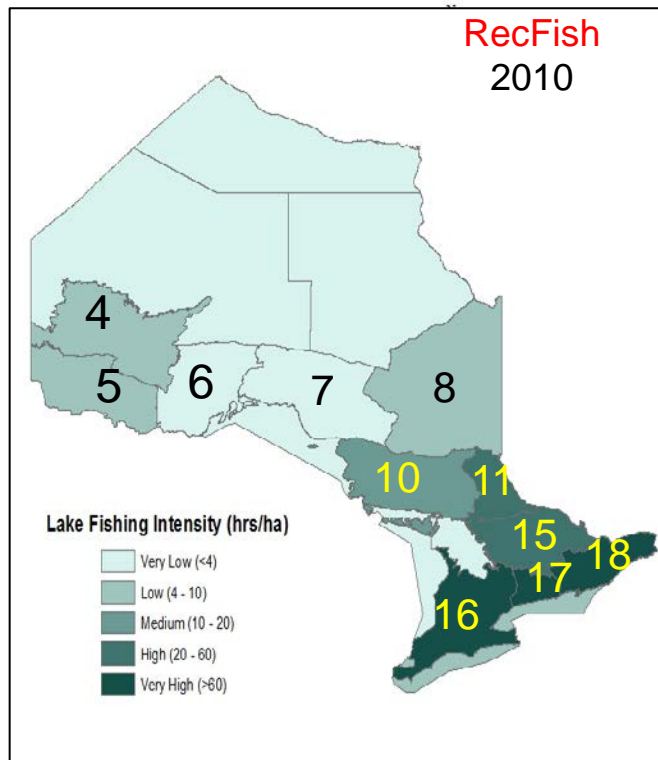 RecFish
2010
4
5
6
7
8
10
11
15
18
17
16
Lake Fishing Intensity (hrs/ha)
Very Low (<4)
Low (4 - 10)
Medium (10 - 20)
High (20 - 60)
Very High (>60)